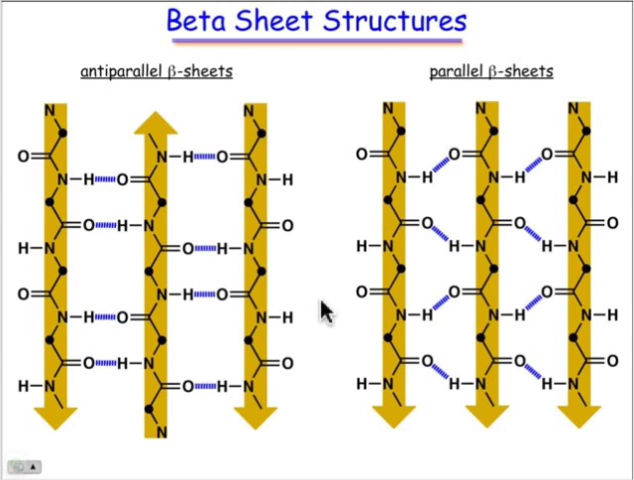 Beta Sheet Structures
antiparallel β-sheets parallel β-sheets
N N N N N
O N-H O O O O
N-H O N-H N-H N-H N-H
O H-N O O O O
H-N O H-N H-N H-N H-N
O N-H O O O O
N-H O N-H N-H N-H N-H
O H-N O O O O
H-N O H-N H-N H-N H-N
N